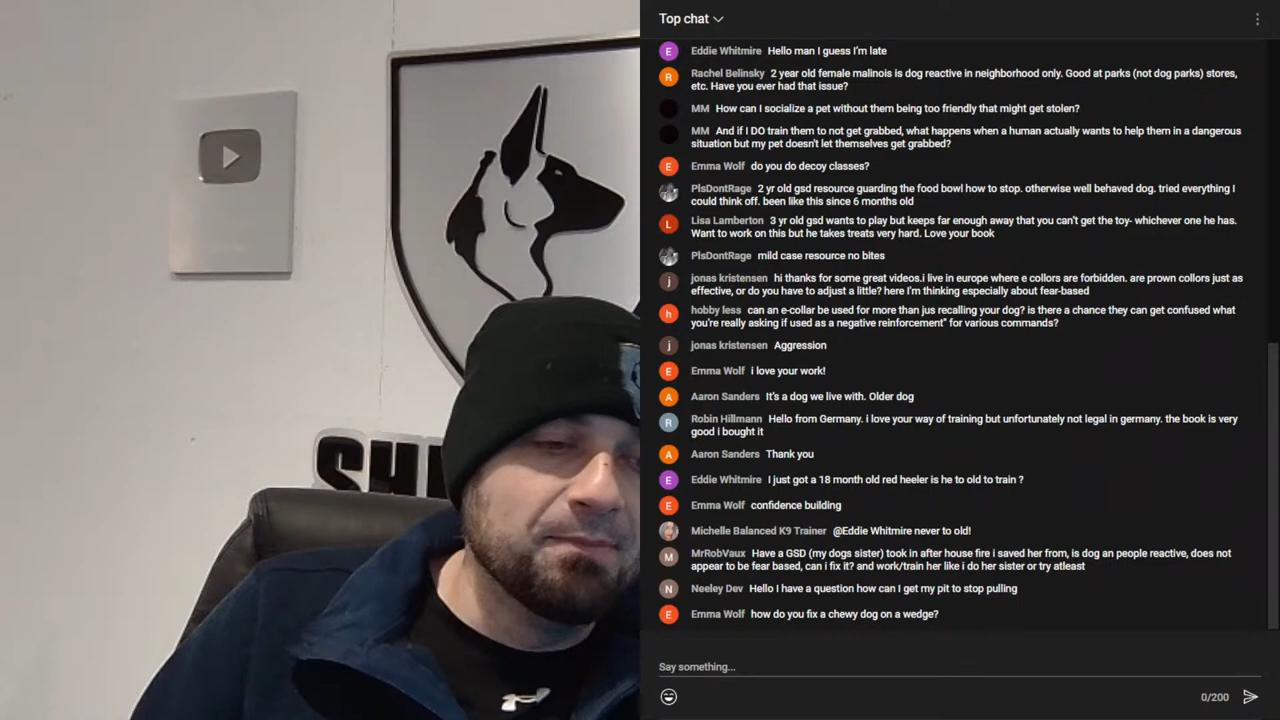 SH
Top chat
Eddie Whitmire Hello man I guess I'm late
Rachel Belinsky 2 year old female malinois is dog reactive in neighborhood only. Good at parks (not dog parks) stores,
etc. Have you ever had that issue?
MM How can I socialize a pet without them being too friendly that might get stolen?
MM And if I DO train them to not get grabbed, what happens when a human actually wants to help them in a dangerous
situation but my pet doesn't let themselves get grabbed?
E
Emma Wolf do you do decoy classes?
PlsDontRage 2 yr old gsd resource guarding the food bowl how to stop. otherwise well behaved dog. tried everything I
could think off. been like this since 6 months old
Lisa Lamberton 3 yr old gsd wants to play but keeps far enough away that you can't get the toy- whichever one he has.
Want to work on this but he takes treats very hard. Love your book
PlsDontRage mild case resource no bites
jonas kristensen hi thanks for some great videos.i live in europe where e collors are forbidden. are prown collors just as
effective, or do you have to adjust a little? here I'm thinking especially about fear-based
hobby less can an e-collar be used for more than jus recalling your dog? is there a chance they can get confused what
you're really asking if used as a negative reinforcement" for various commands?
jonas kristensen Aggression
Emma Wolf i love your work!
Aaron Sanders It's a dog we live with. Older dog
Robin Hillmann Hello from Germany. i love your way of training but unfortunately not legal in germany. the book is very
good i bought it
Aaron Sanders Thank you
Eddie Whitmire I just got a 18 month old red heeler is he to old to train ?
Emma Wolf confidence building
Michelle Balanced K9 Trainer @Eddie Whitmire never to old!
MrRobVaux Have a GSD (my dogs sister) took in after house fire i saved her from, is dog an people reactive, does not
appear to be fear based, can i fix it? and work/train her like i do her sister or try atleast
Neeley Dev Hello I have a question how can I get my pit to stop pulling
Emma Wolf how do you fix a chewy dog on a wedge?
Say something...
0/200